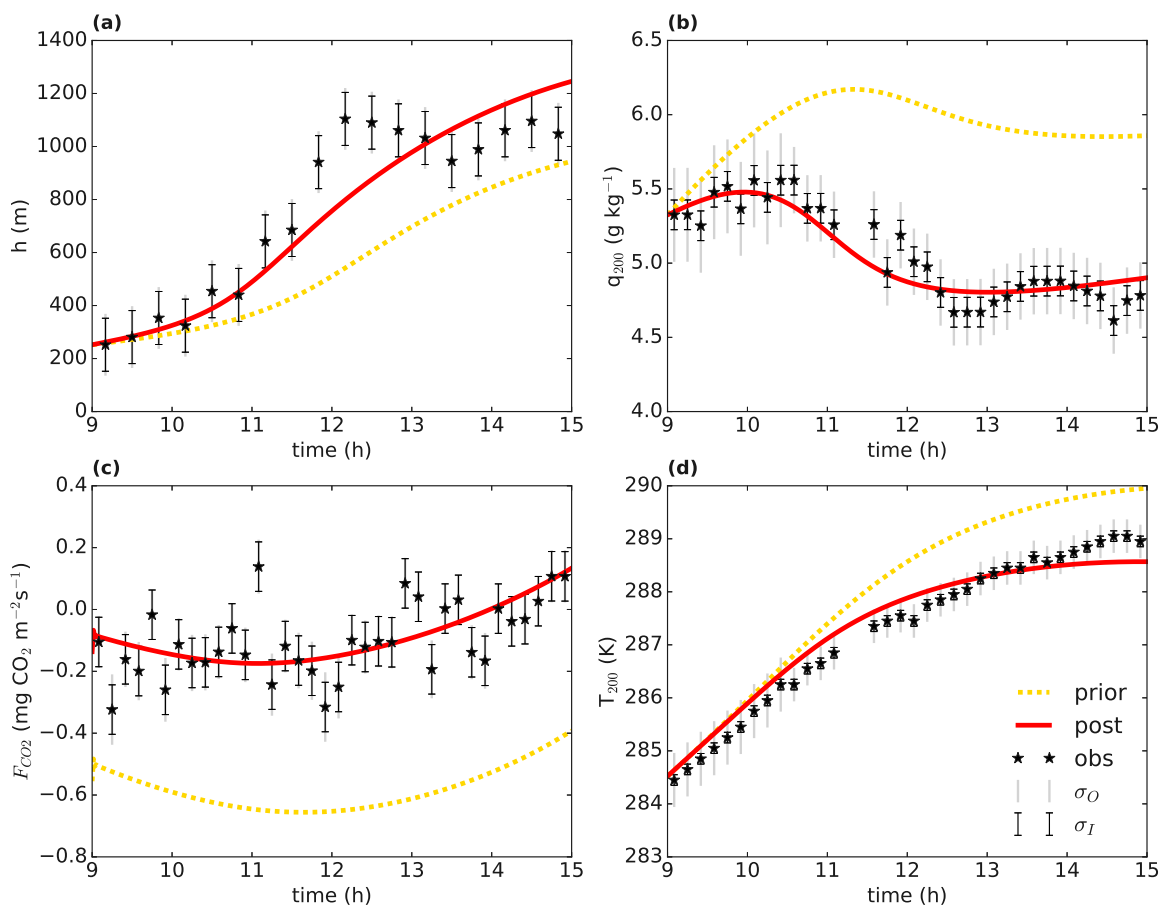 (a)
1400
1200
1000
800
600
400
200
0
h (m)
9 10 11 12 13 14 15
time (h)
(b)
6.5
6.0
5.5
5.0
4.5
4.0
q200 (g kg−1)
9 10 11 12 13 14 15
time (h)
(c)
0.4
0.2
0.0
−0.2
−0.4
−0.6
−0.8
FCO2 (mg CO2 m−2s−1)
9 10 11 12 13 14 15
time (h)
(d)
290
289
288
287
286
285
284
283
T200 (K)
9 10 11 12 13 14 15
time (h)
prior
post
obs
σO
σI